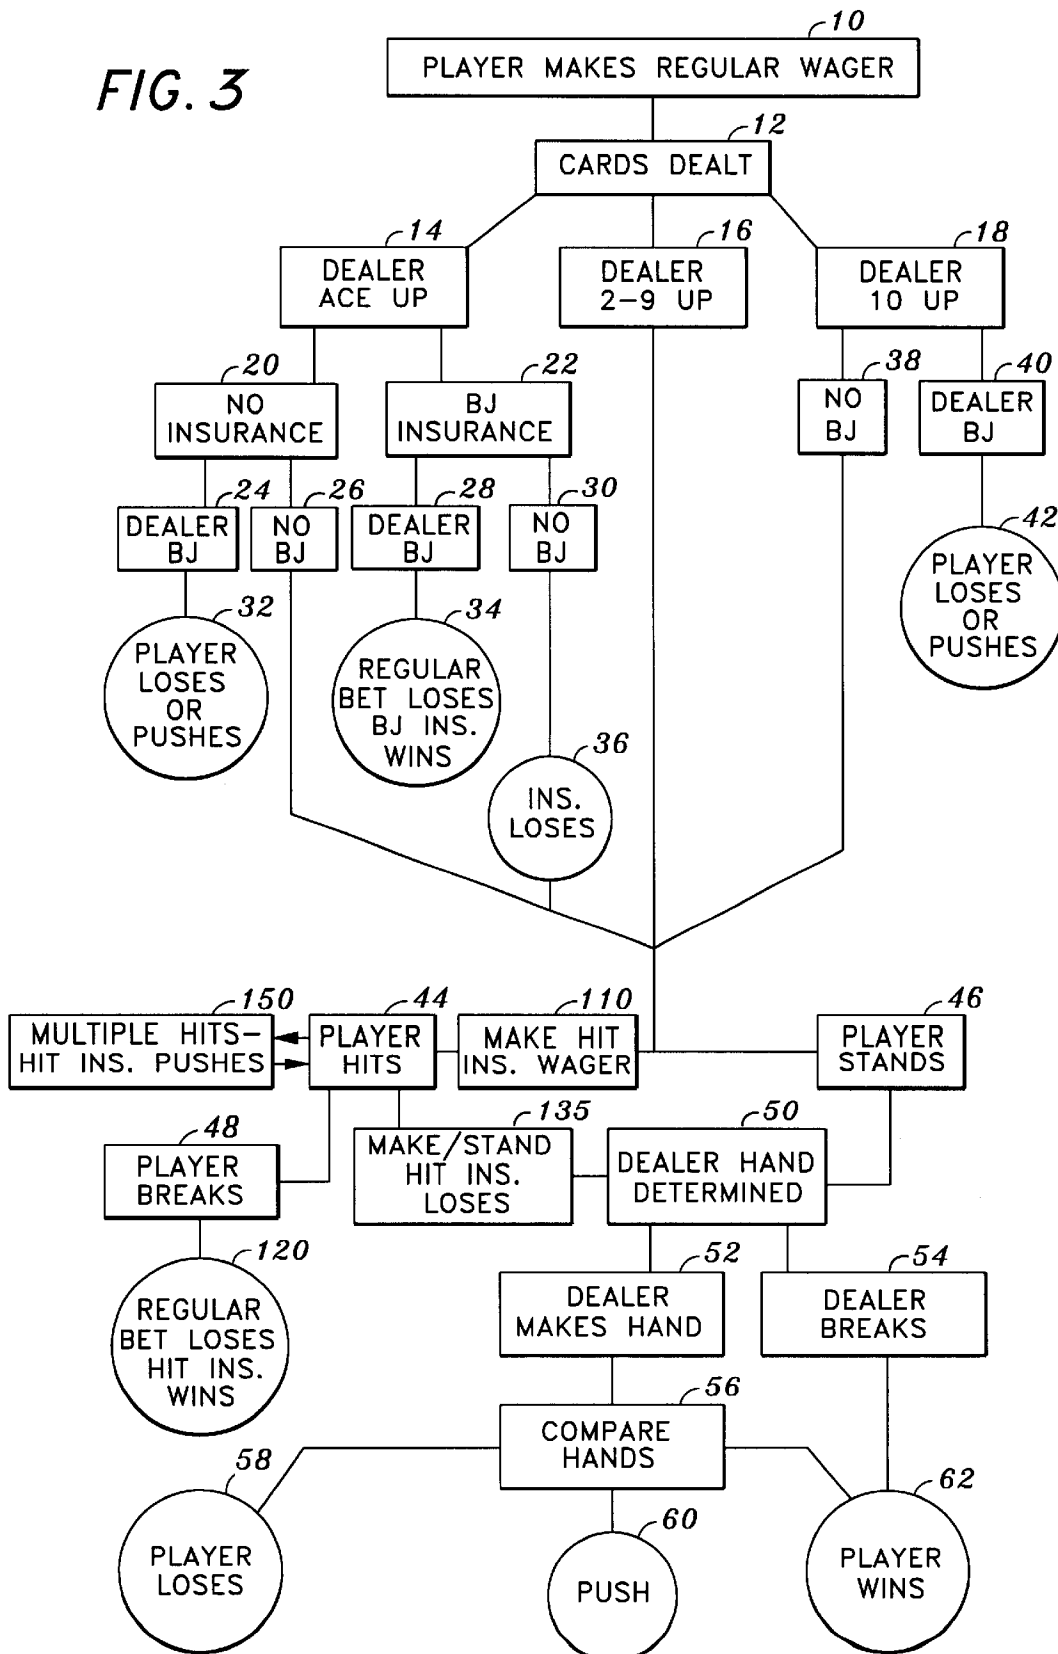 FIG. 3
10
PLAYER MAKES REGULAR WAGER
12
CARDS DEALT
14
DEALER
ACE UP
16
DEALER
2-9 UP
18
DEALER
10 UP
20
NO
INSURANCE
22
BJ
INSURANCE
38
NO
BJ
40
DEALER
BJ
24
DEALER
BJ
26
NO
BJ
28
DEALER
BJ
30
NO
BJ
42
PLAYER
LOSES
OR
PUSHES
32
PLAYER
LOSES
OR
PUSHES
34
REGULAR
BET LOSES
BJ INS.
WINS
36
INS.
LOSES
150
MULTIPLE HITS-
HIT INS. PUSHES
44
PLAYER
HITS
110
MAKE HIT
INS. WAGER
46
PLAYER
STANDS
48
PLAYER
BREAKS
135
MAKE/STAND
HIT INS.
LOSES
50
DEALER HAND
DETERMINED
120
REGULAR
BET LOSES
HIT INS.
WINS
52
DEALER
MAKES HAND
54
DEALER
BREAKS
56
COMPARE
HANDS
58
PLAYER
LOSES
60
PUSH
62
PLAYER
WINS